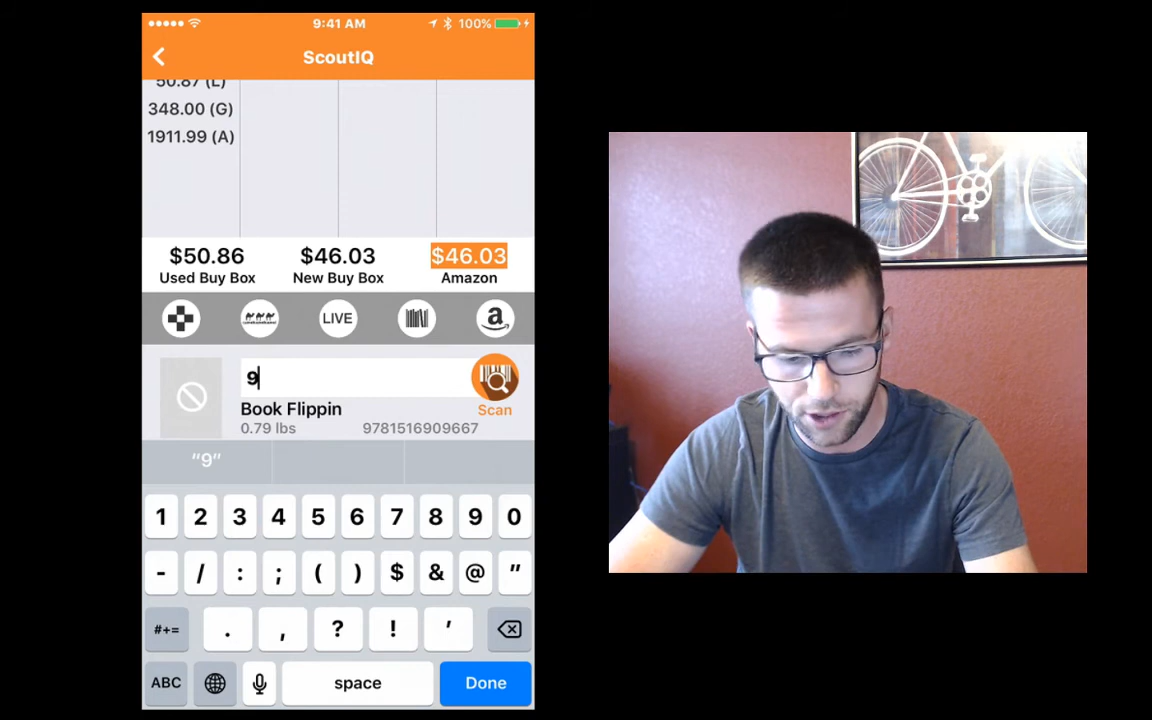 9:41 AM
100%
ScoutIQ
50.87 (L)
348.00 (G)
1911.99 (A)
$50.86 $46.03 $46.03
Used Buy Box New Buy Box Amazon
LIVE a
9
Book Flippin Scan
0.79 lbs 9781516909667
"9"
1 2 3 4 5 6 7 8 9 0
- / : ; ( ) $ & @ "
#+= . , ? ! '
ABC space Done